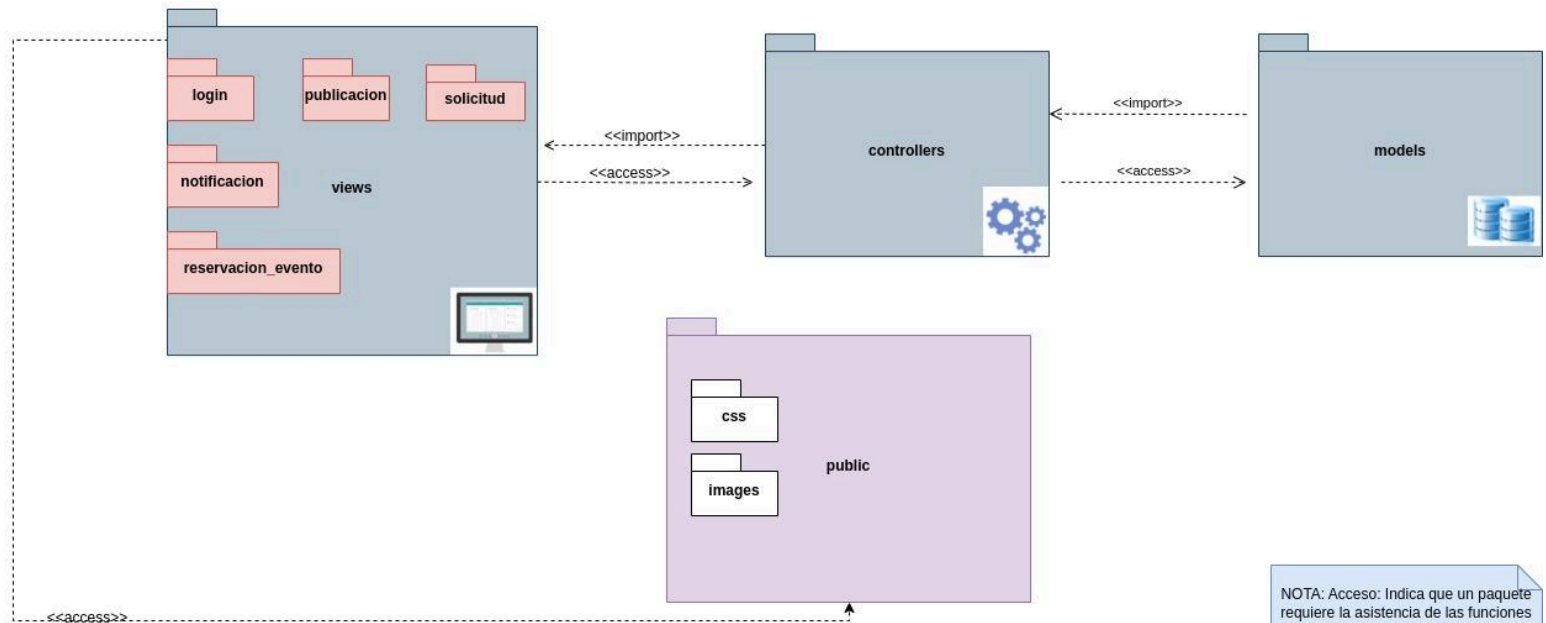 login
publicacion
solicitud
notificacion
views
reservacion_evento
<<import>>
<<access>>
controllers
<<import>>
<<access>>
models
css
public
images
<<access>>
NOTA: Acceso: Indica que un paquete
requiere la asistencia de las funciones